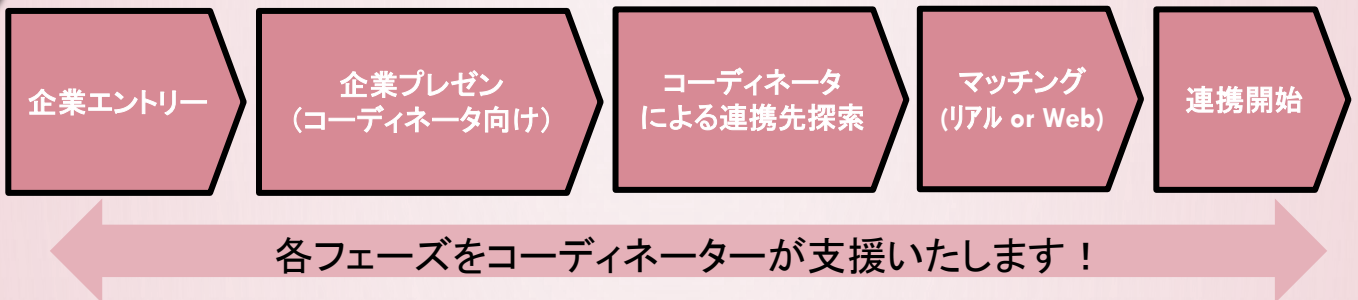 企業エントリー
企業プレゼン
（コーディネータ向け）
コーディネータ
による連携先探索
マッチング
(リアル or Web)
連携開始
各フェーズをコーディネーターが支援いたします！